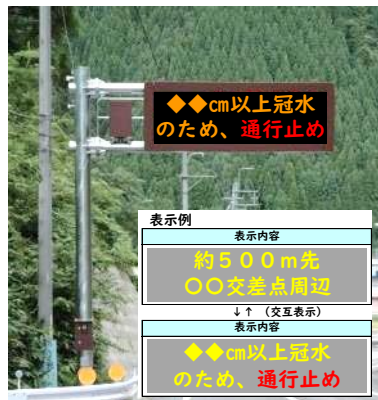 ◆◆cm以上冠水
のため、通行止め
表示例
表示内容
約５００ｍ先
〇〇交差点周辺
↓↑ （交互表示）
表示内容
◆◆cm以上冠水
のため、通行止め